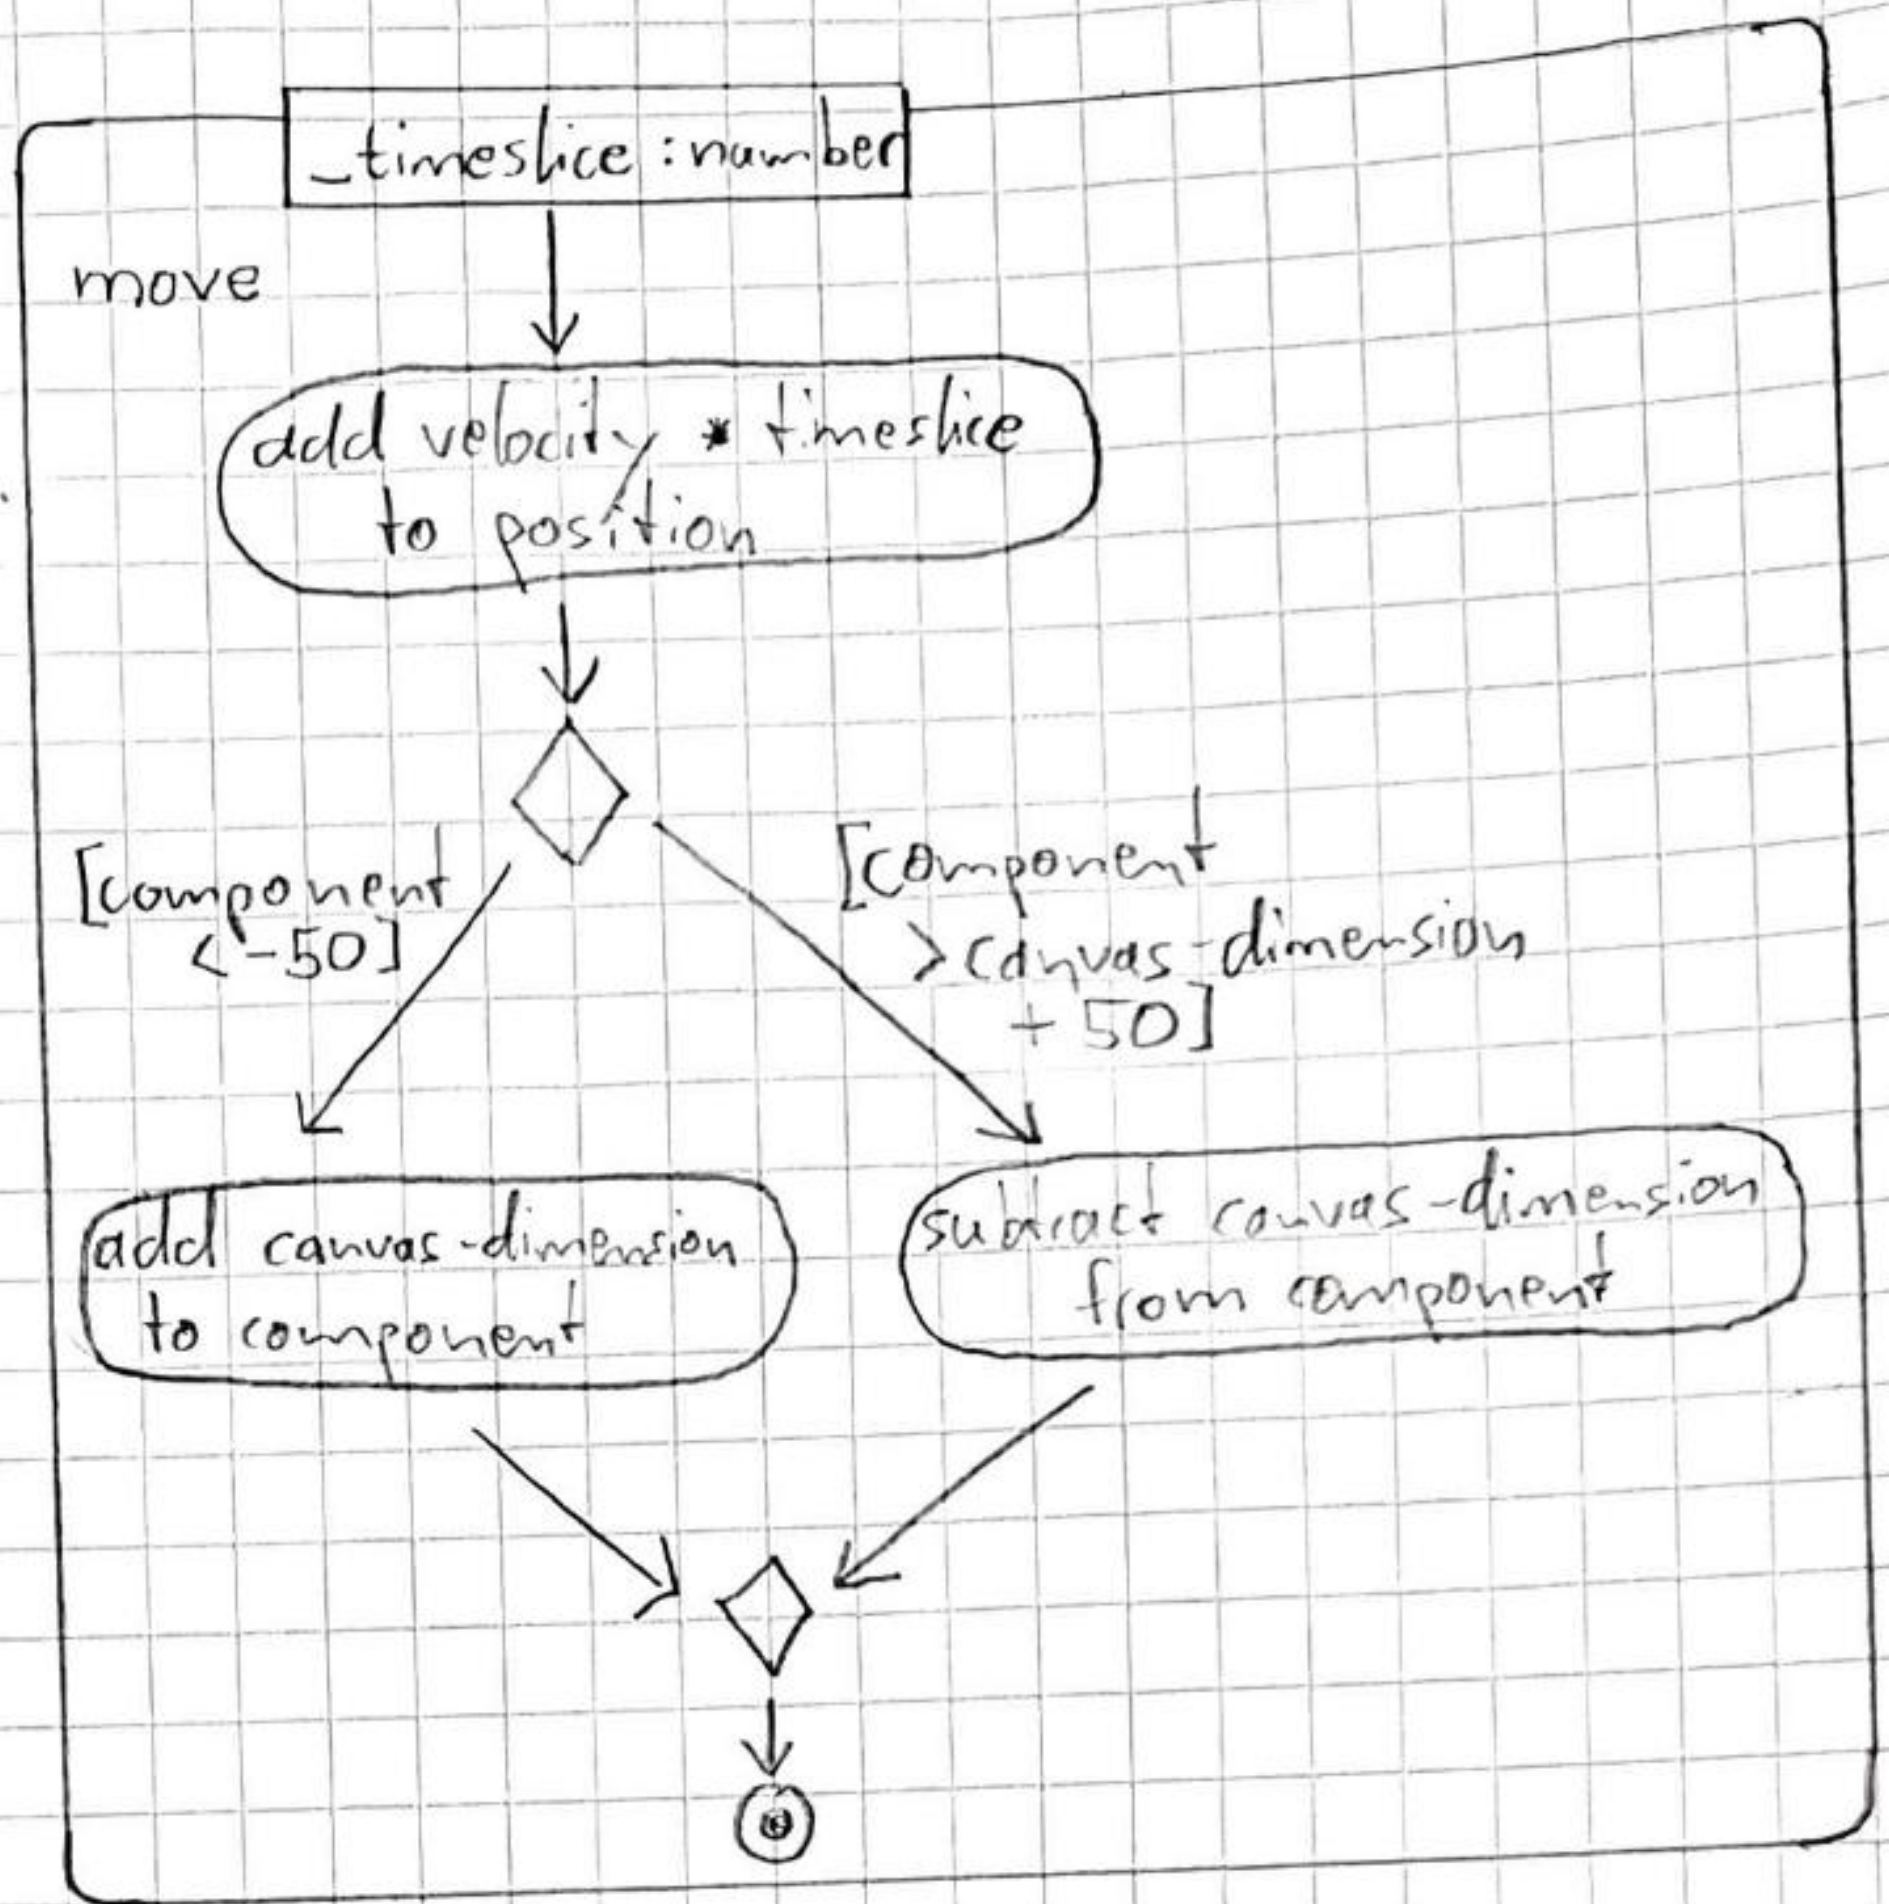 _timeslice : number
move
add velocity * timeslice
to position
[component
< -50]
[component
> canvas-dimension
+ 50]
add canvas-dimension
to component
subtract canvas-dimension
from component